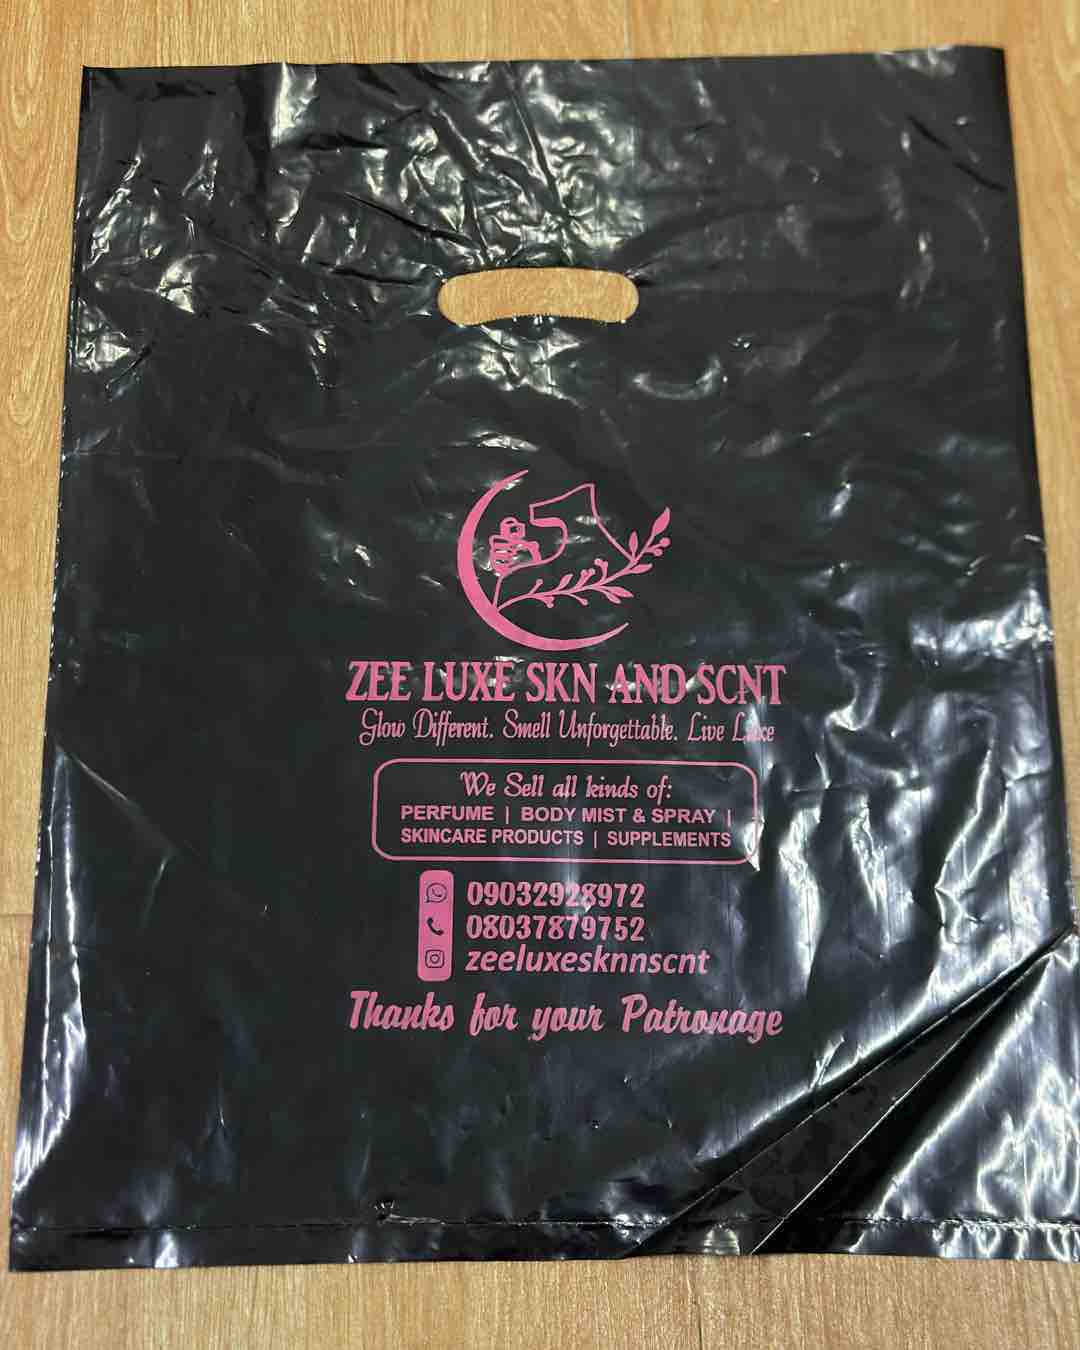 ZEE LUXE SKN AND SCNT
Glow Different. Smell Unforgettable. Live Luxe
We Sell all kinds of:
PERFUME | BODY MIST & SPRAY |
SKINCARE PRODUCTS | SUPPLEMENTS
09032928972
08037879752
zeeluxesknnscnt
Thanks for your Patronage